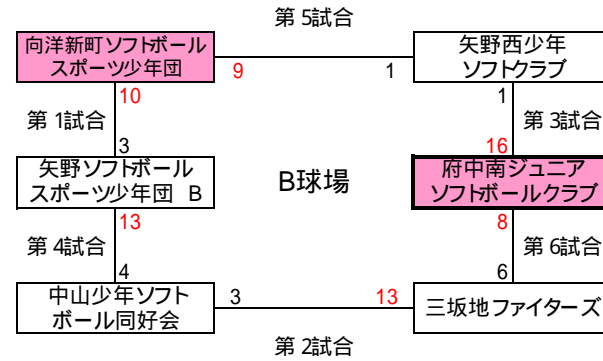 第 5試合
向洋新町ソフトボール
スポーツ少年団
9
1
矢野西少年
ソフトクラブ
10
1
第 1試合
第 3試合
3
16
矢野ソフトボール
スポーツ少年団 B
B球場
府中南ジュニア
ソフトボールクラブ
13
8
第 4試合
第 6試合
4
6
中山少年ソフト
ボール同好会
3
13
三坂地ファイターズ
第 2試合